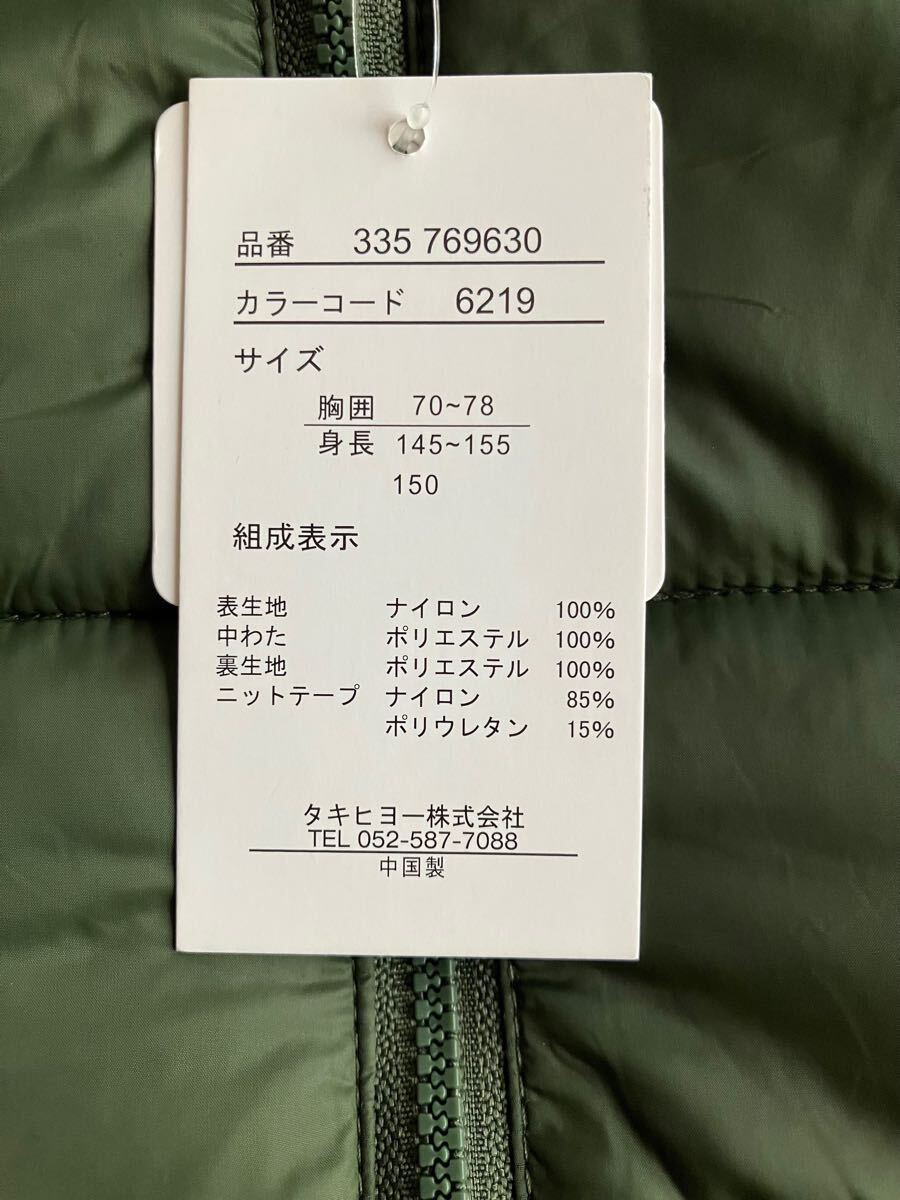 品番 335 769630
カラーコード 6219
サイズ
胸囲 70~78
身長 145~155
150
組成表示
表生地 ナイロン 100%
中わた ポリエステル 100%
裏生地 ポリエステル 100%
ニットテープ ナイロン 85%
ポリウレタン 15%
タキヒヨー株式会社
TEL 052-587-7088
中国製